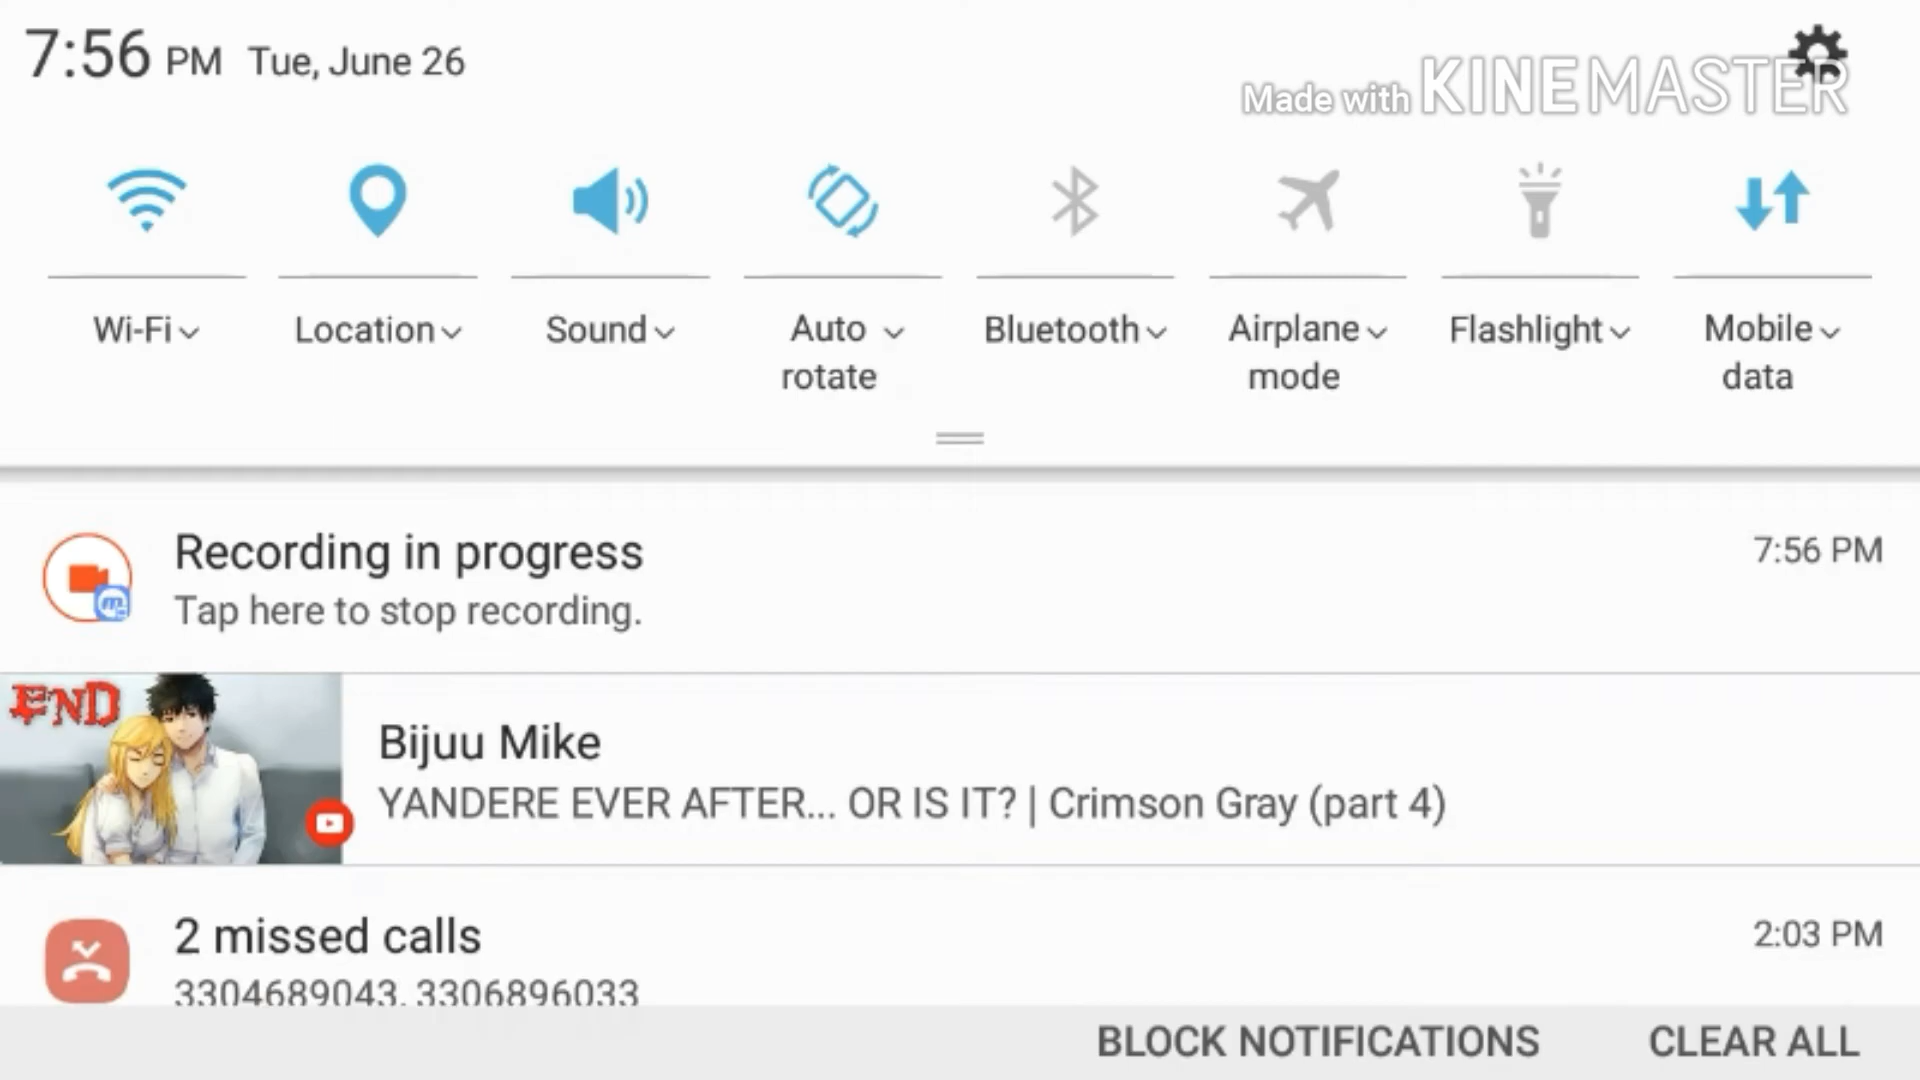 7:56 PM Tue, June 26
Made with KINEMASTER
Wi-Fi
Location
Sound
Auto rotate
Bluetooth
Airplane mode
Flashlight
Mobile data
Recording in progress
7:56 PM
Tap here to stop recording.
END
Bijuu Mike
YANDERE EVER AFTER... OR IS IT? | Crimson Gray (part 4)
2 missed calls
2:03 PM
3304689043, 3306896033
BLOCK NOTIFICATIONS
CLEAR ALL